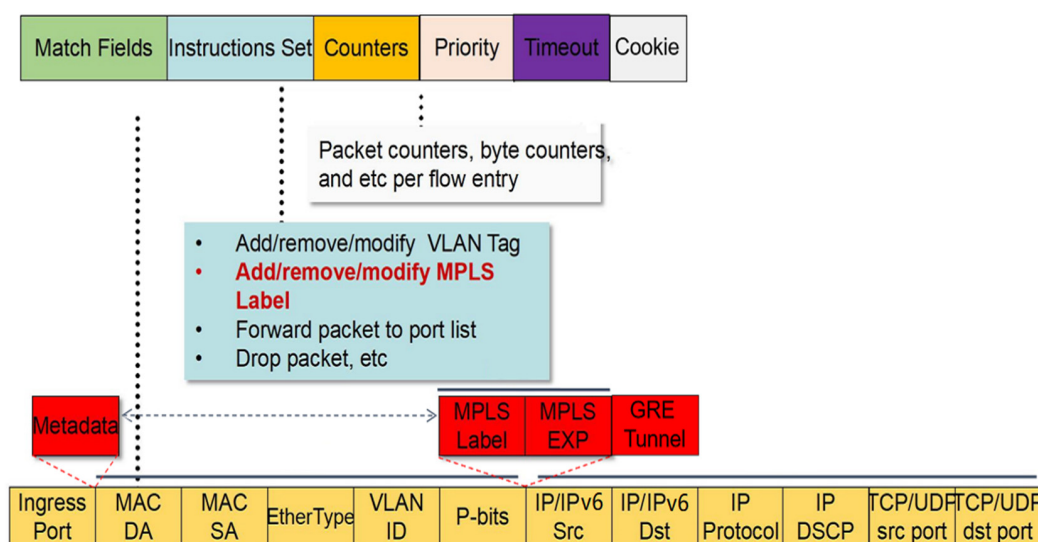 Match Fields Instructions Set Counters Priority Timeout Cookie
Packet counters, byte counters,
and etc per flow entry
• Add/remove/modify VLAN Tag
• Add/remove/modify MPLS
Label
• Forward packet to port list
• Drop packet, etc
Metadata
MPLS
Label
MPLS
EXP
GRE
Tunnel
Ingress
Port
MAC
DA
MAC
SA
EtherType
VLAN
ID
P-bits
IP/IPv6
Src
IP/IPv6
Dst
IP
Protocol
IP
DSCP
TCP/UDP
src port
TCP/UDP
dst port